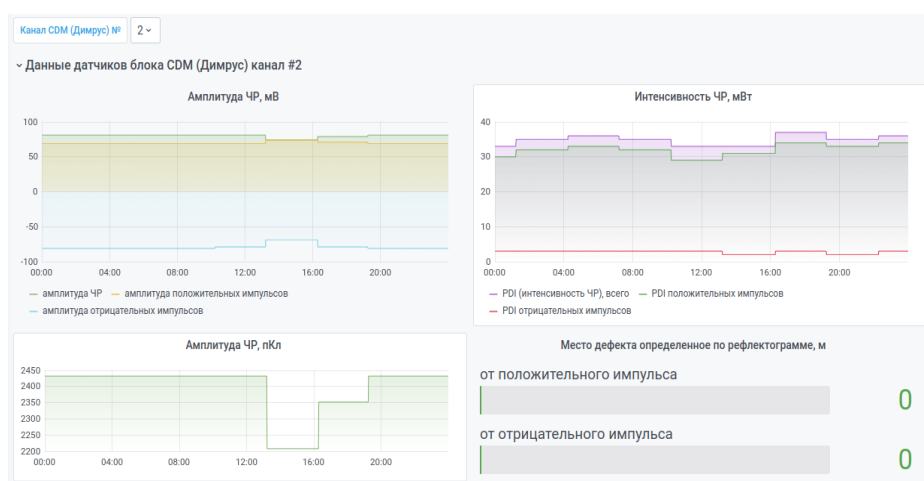 Канал CDM (Димрус) № 2
Данные датчиков блока CDM (Димрус) канал #2
Амплитуда ЧР, мВ
100
50
0
-50
-100
00:00 04:00 08:00 12:00 16:00 20:00
амплитуда ЧР амплитуда положительных импульсов
амплитуда отрицательных импульсов
Интенсивность ЧР, мВт
40
30
20
10
0
00:00 04:00 08:00 12:00 16:00 20:00
PDI (интенсивность ЧР), всего PDI положительных импульсов
PDI отрицательных импульсов
Амплитуда ЧР, пКл
2450
2400
2350
2300
2250
2200
00:00 04:00 08:00 12:00 16:00 20:00
Место дефекта определенное по рефлектограмме, м
от положительного импульса
0
от отрицательного импульса
0